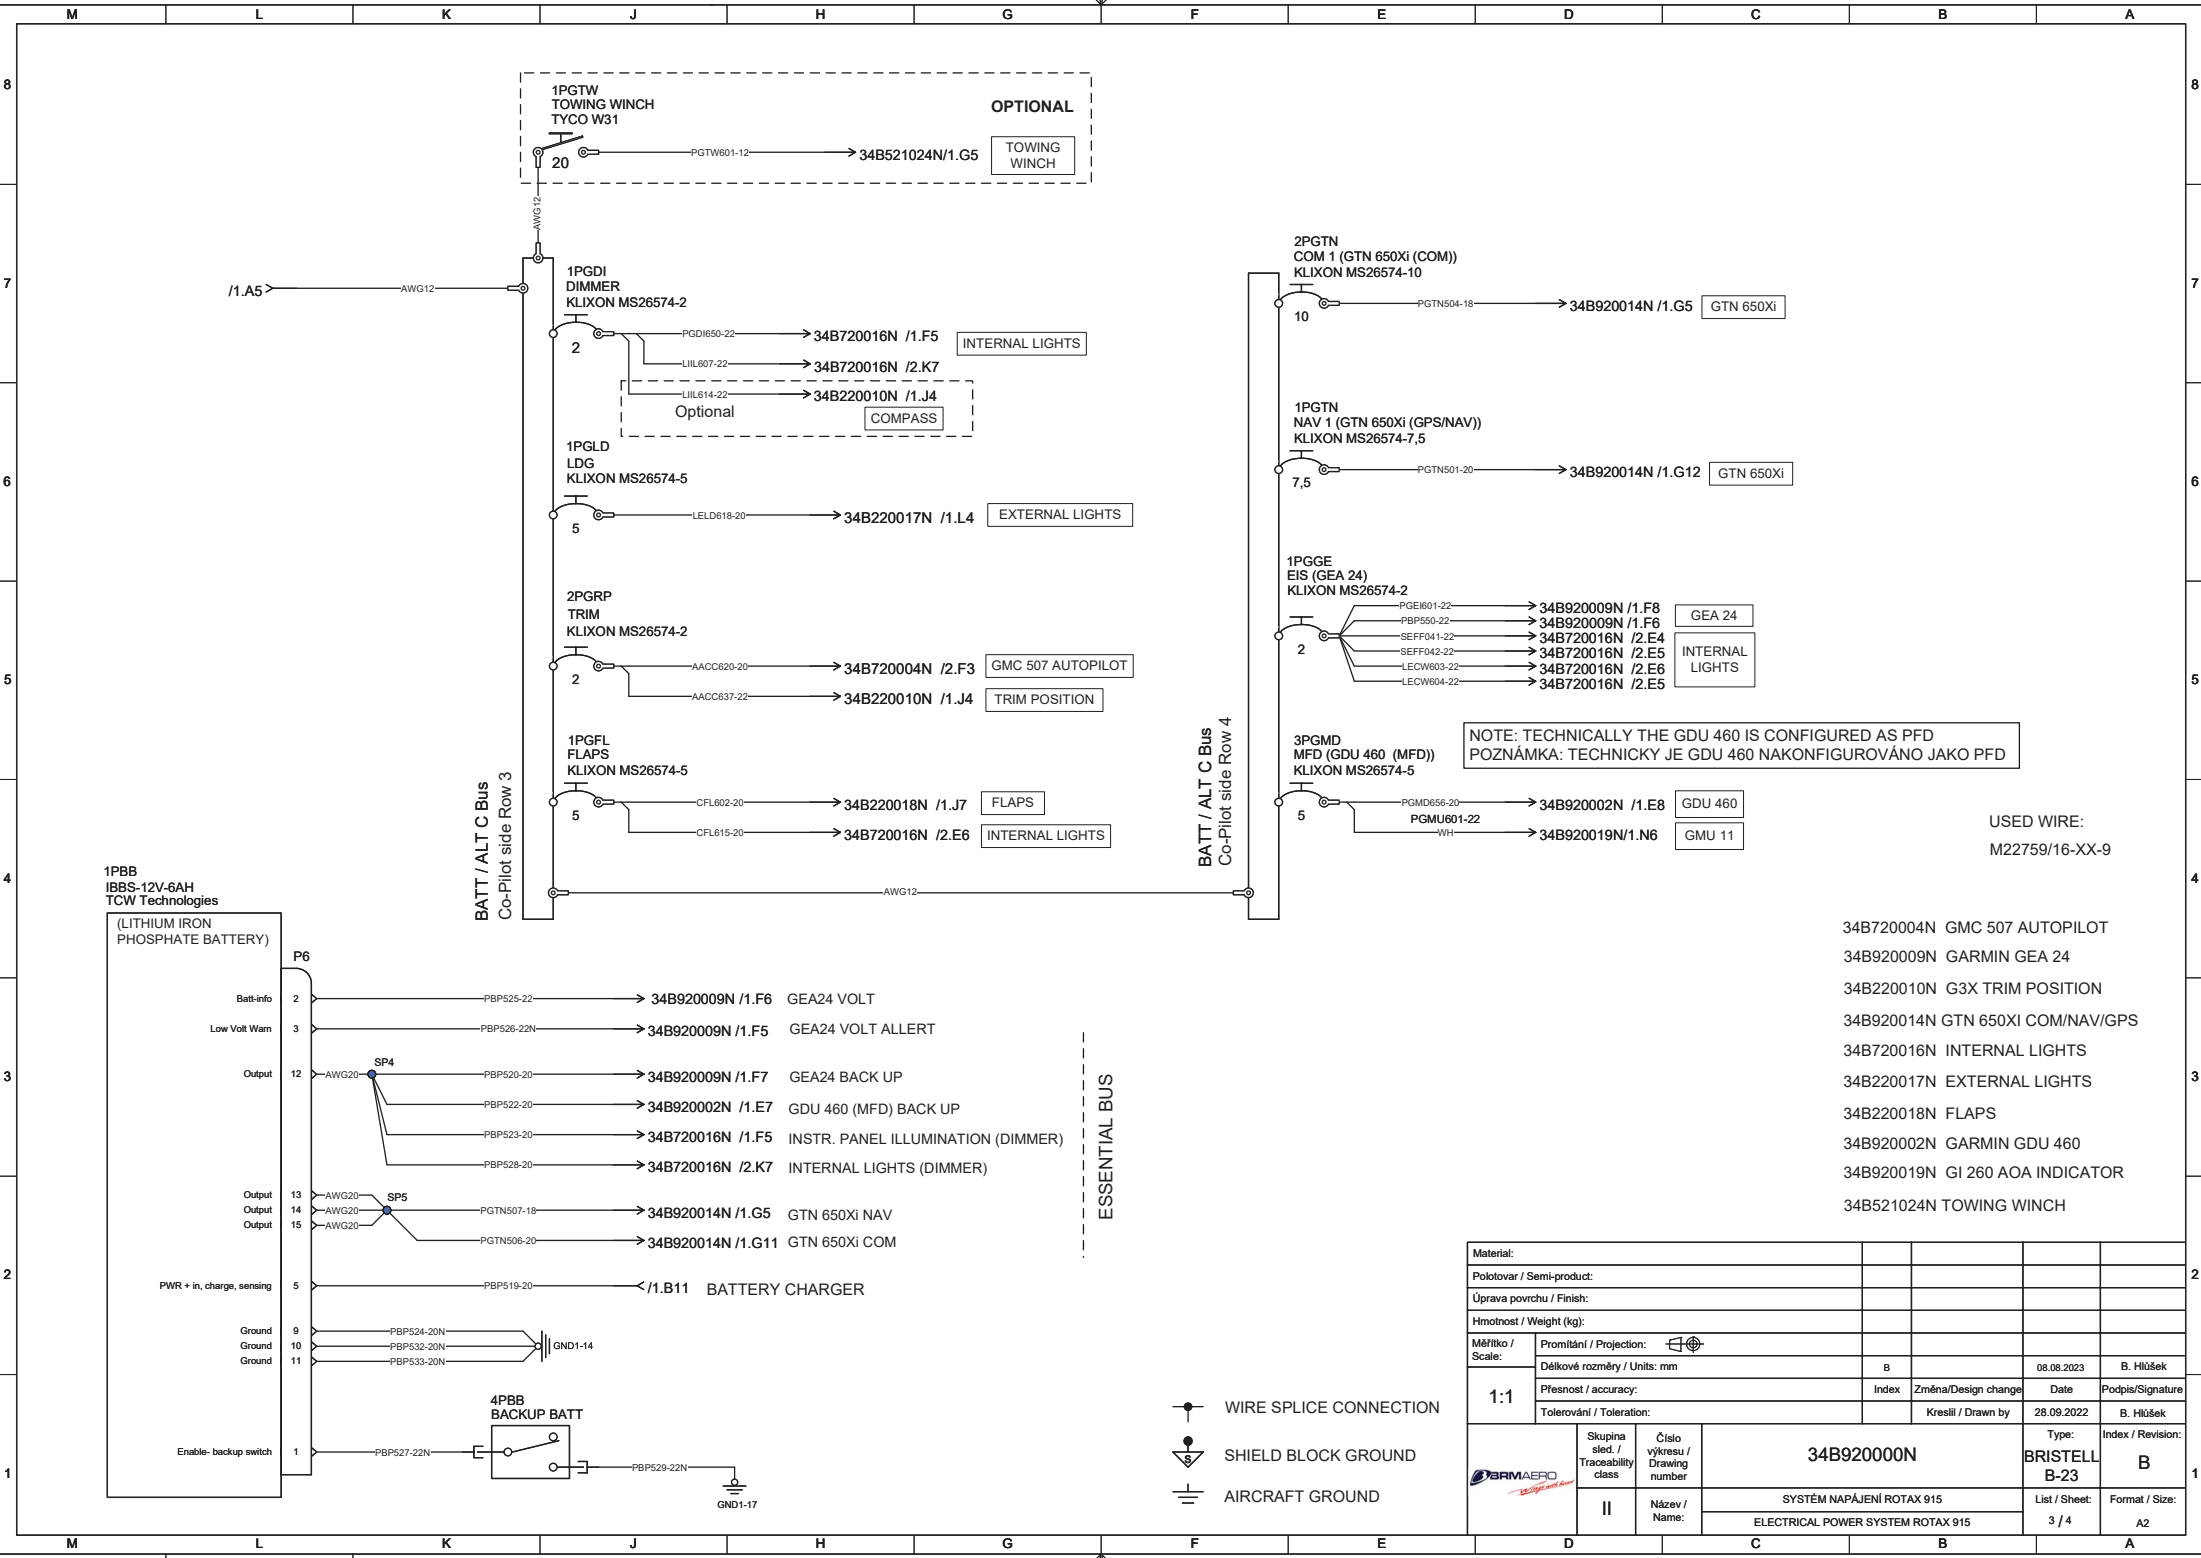 M L K J H G F E D C B A
8 8
7 7
6 6
5 5
4 4
3 3
2 2
1 1
1PGTW
TOWING WINCH
TYCO W31
OPTIONAL
20
PGTW601-12
34B521024N/1.G5
TOWING
WINCH
AWG12
/1.A5
AWG12
1PGDI
DIMMER
KLIXON MS26574-2
2
PGDI650-22
34B720016N /1.F5
INTERNAL LIGHTS
LIIL607-22
34B720016N /2.K7
LIIL614-22
34B220010N /1.J4
Optional
COMPASS
1PGLD
LDG
KLIXON MS26574-5
5
LELD618-20
34B220017N /1.L4
EXTERNAL LIGHTS
2PGRP
TRIM
KLIXON MS26574-2
2
AACC620-20
34B720004N /2.F3
GMC 507 AUTOPILOT
AACC637-22
34B220010N /1.J4
TRIM POSITION
1PGFL
FLAPS
KLIXON MS26574-5
5
CFL602-20
34B220018N /1.J7
FLAPS
CFL615-20
34B720016N /2.E6
INTERNAL LIGHTS
BATT / ALT C Bus
Co-Pilot side Row 3
AWG12
2PGTN
COM 1 (GTN 650Xi (COM))
KLIXON MS26574-10
10
PGTN504-18
34B920014N /1.G5
GTN 650Xi
1PGTN
NAV 1 (GTN 650Xi (GPS/NAV))
KLIXON MS26574-7,5
7,5
PGTN501-20
34B920014N /1.G12
GTN 650Xi
1PGGE
EIS (GEA 24)
KLIXON MS26574-2
2
PGEI601-22
34B920009N /1.F8
PBP550-22
34B920009N /1.F6
GEA 24
SEFF041-22
34B720016N /2.E4
SEFF042-22
34B720016N /2.E5
LECW603-22
34B720016N /2.E6
LECW604-22
34B720016N /2.E5
INTERNAL
LIGHTS
BATT / ALT C Bus
Co-Pilot side Row 4
3PGMD
MFD (GDU 460 (MFD))
KLIXON MS26574-5
5
NOTE: TECHNICALLY THE GDU 460 IS CONFIGURED AS PFD
POZNÁMKA: TECHNICKY JE GDU 460 NAKONFIGUROVÁNO JAKO PFD
PGMD656-20
34B920002N /1.E8
GDU 460
PGMU601-22
WH
34B920019N/1.N6
GMU 11
USED WIRE:
M22759/16-XX-9
1PBB
IBBS-12V-6AH
TCW Technologies
(LITHIUM IRON
PHOSPHATE BATTERY)
P6
Batt-info 2 PBP525-22 34B920009N /1.F6 GEA24 VOLT
Low Volt Warn 3 PBP526-22N 34B920009N /1.F5 GEA24 VOLT ALLERT
SP4
Output 12 AWG20 PBP520-20 34B920009N /1.F7 GEA24 BACK UP
PBP522-20 34B920002N /1.E7 GDU 460 (MFD) BACK UP
PBP523-20 34B720016N /1.F5 INSTR. PANEL ILLUMINATION (DIMMER)
PBP528-20 34B720016N /2.K7 INTERNAL LIGHTS (DIMMER)
ESSENTIAL BUS
Output 13 AWG20 SP5
Output 14 AWG20 PGTN507-18 34B920014N /1.G5 GTN 650Xi NAV
Output 15 AWG20
PGTN506-20 34B920014N /1.G11 GTN 650Xi COM
PWR + in, charge, sensing 5 PBP519-20 /1.B11 BATTERY CHARGER
Ground 9 PBP524-20N
Ground 10 PBP532-20N GND1-14
Ground 11 PBP533-20N
4PBB
BACKUP BATT
Enable- backup switch 1 PBP527-22N
PBP529-22N
GND1-17
34B720004N GMC 507 AUTOPILOT
34B920009N GARMIN GEA 24
34B220010N G3X TRIM POSITION
34B920014N GTN 650XI COM/NAV/GPS
34B720016N INTERNAL LIGHTS
34B220017N EXTERNAL LIGHTS
34B220018N FLAPS
34B920002N GARMIN GDU 460
34B920019N GI 260 AOA INDICATOR
34B521024N TOWING WINCH
WIRE SPLICE CONNECTION
S
SHIELD BLOCK GROUND
AIRCRAFT GROUND
Material:
Polotovar / Semi-product:
Úprava povrchu / Finish:
Hmotnost / Weight (kg):
Měřítko /
Scale:
Promítání / Projection:
Délkové rozměry / Units: mm
B 08.08.2023 B. Hlůšek
1:1
Přesnost / accuracy:
Index Změna/Design change Date Podpis/Signature
Tolerování / Toleration:
Kreslil / Drawn by 28.09.2022 B. Hlůšek
BRMAERO
Wings and heart
Skupina
sled. /
Traceability
class
Číslo
výkresu /
Drawing
number
34B920000N
Type:
BRISTELL
B-23
Index / Revision:
B
II
Název /
Name:
SYSTÉM NAPÁJENÍ ROTAX 915
ELECTRICAL POWER SYSTEM ROTAX 915
List / Sheet:
3 / 4
Format / Size:
A2
M L K J H G F E D C B A